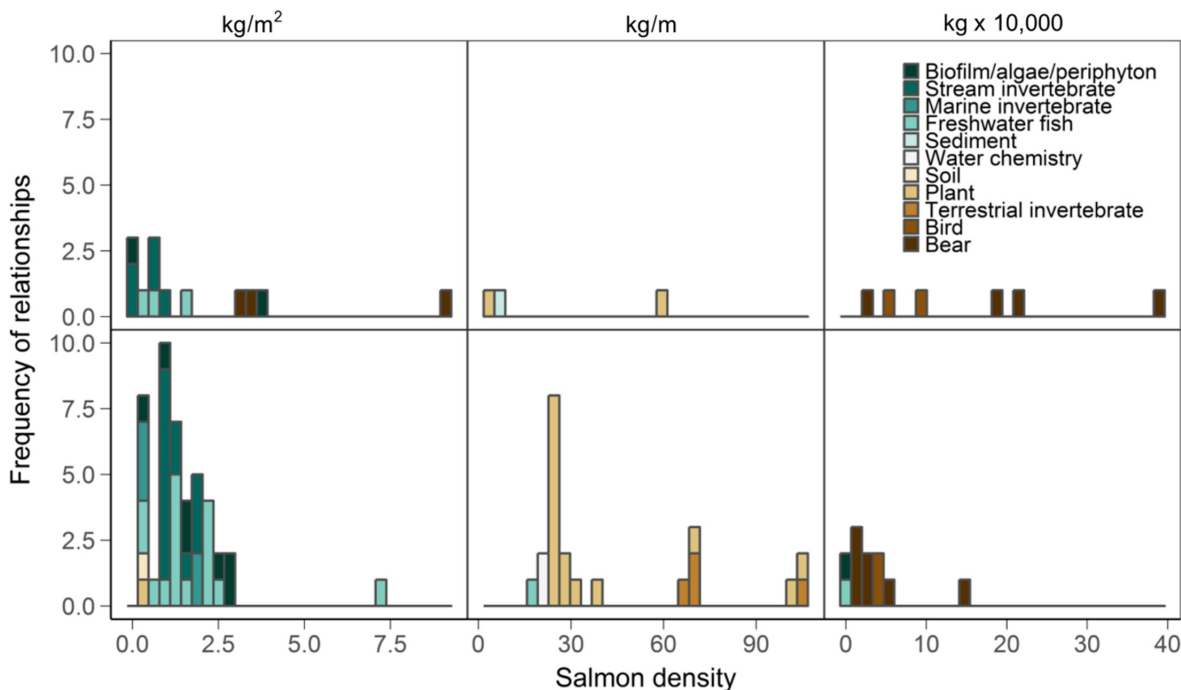 kg/m² kg/m kg x 10,000
Frequency of relationships
10.0
7.5
5.0
2.5
0.0
Biofilm/algae/periphyton
Stream invertebrate
Marine invertebrate
Freshwater fish
Sediment
Water chemistry
Soil
Plant
Terrestrial invertebrate
Bird
Bear
10.0
7.5
5.0
2.5
0.0
0.0 2.5 5.0 7.5 0 30 60 90 0 10 20 30 40
Salmon density